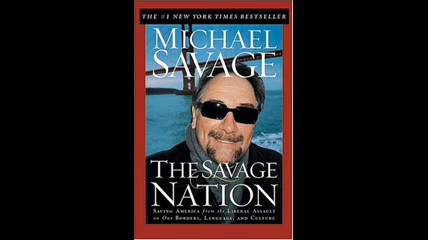 THE #1 NEW YORK TIMES BESTSELLER
MICHAEL
SAVAGE
THE SAVAGE
NATION
SAVING AMERICA FROM THE LIBERAL ASSAULT
ON OUR BORDERS, LANGUAGE, AND CULTURE